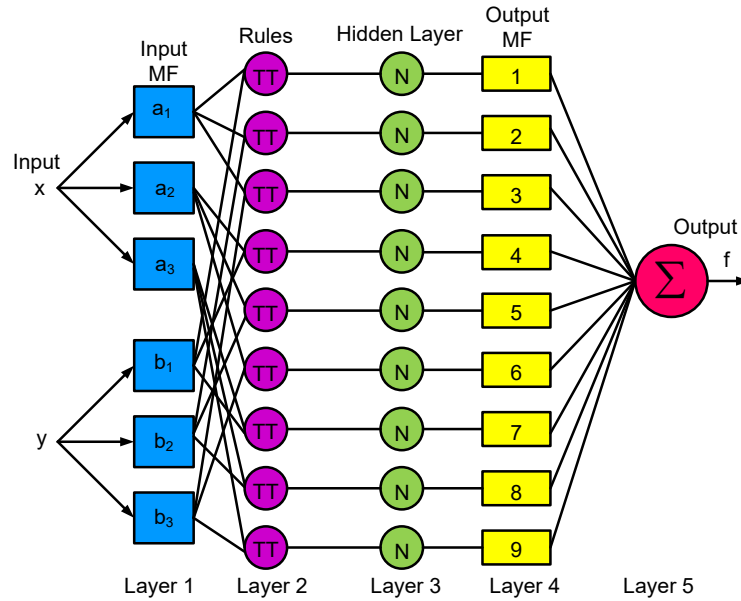 Input
MF
Rules
Hidden Layer
Output
MF
a1
TT
N
1
TT
N
2
Input
x
a2
TT
N
3
a3
TT
N
4
Output
f
Σ
TT
N
5
b1
TT
N
6
y
b2
TT
N
7
b3
TT
N
8
TT
N
9
Layer 1
Layer 2
Layer 3
Layer 4
Layer 5